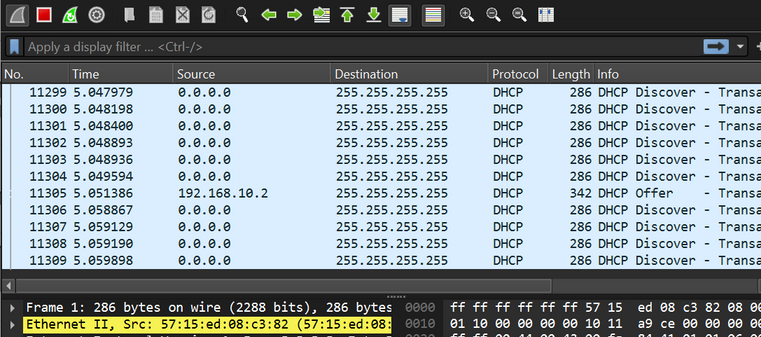 Apply a display filter ... <Ctrl-/>
No. Time Source Destination Protocol Length Info
11299 5.047979 0.0.0.0 255.255.255.255 DHCP 286 DHCP Discover - Transa
11300 5.048198 0.0.0.0 255.255.255.255 DHCP 286 DHCP Discover - Transa
11301 5.048400 0.0.0.0 255.255.255.255 DHCP 286 DHCP Discover - Transa
11302 5.048893 0.0.0.0 255.255.255.255 DHCP 286 DHCP Discover - Transa
11303 5.048936 0.0.0.0 255.255.255.255 DHCP 286 DHCP Discover - Transa
11304 5.049594 0.0.0.0 255.255.255.255 DHCP 286 DHCP Discover - Transa
11305 5.051386 192.168.10.2 255.255.255.255 DHCP 342 DHCP Offer - Transa
11306 5.058867 0.0.0.0 255.255.255.255 DHCP 286 DHCP Discover - Transa
11307 5.059129 0.0.0.0 255.255.255.255 DHCP 286 DHCP Discover - Transa
11308 5.059190 0.0.0.0 255.255.255.255 DHCP 286 DHCP Discover - Transa
11309 5.059898 0.0.0.0 255.255.255.255 DHCP 286 DHCP Discover - Transa
Frame 1: 286 bytes on wire (2288 bits), 286 bytes 0000 ff ff ff ff ff ff 57 15 ed 08 c3 82 08 00
Ethernet II, Src: 57:15:ed:08:c3:82 (57:15:ed:08: 0010 01 10 00 00 00 00 10 11 a9 ce 00 00 00 00